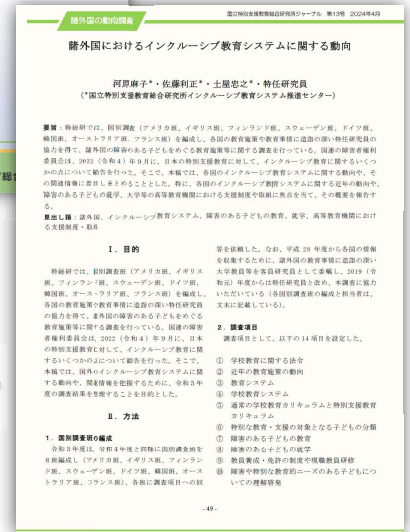 諸外国の動向調査
国立特別支援教育総合研究所ジャーナル 第13号 2024年4月
諸外国におけるインクルーシブ教育システムに関する動向
河原麻子*・佐藤利正*・土屋忠之*・特任研究員
(*国立特別支援教育総合研究所インクルーシブ教育システム推進センター)
要旨:特総研では、国別調査班(アメリカ班、イギリス班、フィンランド班、スウェーデン班、ドイツ班、
韓国班、オーストラリア班、フランス班)を編成し、各国の教育施策や教育事情に造詣の深い特任研究員の
協力を得て、諸外国の障害のある子どもをめぐる教育施策等に関する調査を行っている。国連の障害者権利
委員会は、2022(令和4)年9月に、日本の特別支援教育に対して、インクルーシブ教育に関するいくつ
かの点について勧告を行った。そこで、本稿では、各国のインクルーシブ教育システムに関する動向や、そ
の関連情報に着目しまとめることとした。特に、各国のインクルーシブ教育システムに関する近年の動向や、
障害のある子どもの就学、大学等の高等教育機関における支援制度や取組に焦点を当て、その概要を報告す
る。
見出し語:諸外国、インクルーシブ教育システム、障害のある子どもの教育、就学、高等教育機関における
支援制度・取組
Ⅰ.目的
特総研では、国別調査班(アメリカ班、イギリス
班、フィンランド班、スウェーデン班、ドイツ班、
韓国班、オーストラリア班、フランス班)を編成し、
各国の施策や教育事情に造詣の深い特任研究員
の協力を得て、諸外国の障害のある子どもをめぐる
教育施策等に関する調査を行っている。国連の障害
者権利委員会は、2022(令和4)年9月に、日本
の特別支援教育に対して、インクルーシブ教育に関
するいくつかの点について勧告を行った。そこで、
本稿では、国外のインクルーシブ教育システムに関
する動向や、関連情報を把握するために、令和5年
度の調査結果を整理することを目的とした。
Ⅱ.方法
1.国別調査班の編成
令和5年度は、令和4年度と同様に国別調査班を
8班編成し(アメリカ班、イギリス班、フィンラン
ド班、スウェーデン班、ドイツ班、韓国班、オース
トラリア班、フランス班)、各班に調査項目への回
答を依頼した。なお、平成28年度から各国の情報
を収集するために、諸外国の教育事情に造詣の深い
大学教員等を客員研究員として委嘱し、2019(令
和元)年度からは特任研究員と改め、本調査に協力
いただいている(各国別調査班の編成と担当者は、
文末に記載している)。
2.調査項目
調査項目として、以下の14項目を設定した。
① 学校教育に関する法令
② 近年の教育施策の動向
③ 教育システム
④ 学校教育システム
⑤ 通常の学校教育カリキュラムと特別支援教育
カリキュラム
⑥ 特別な教育・支援の対象となる子どもの分類
⑦ 障害のある子どもの教育
⑧ 障害のある子どもの就学
⑨ 教員養成・免許の制度や現職教員研修
⑩ 障害や特別な教育的ニーズのある子どもにつ
いての理解啓発
- 49 -